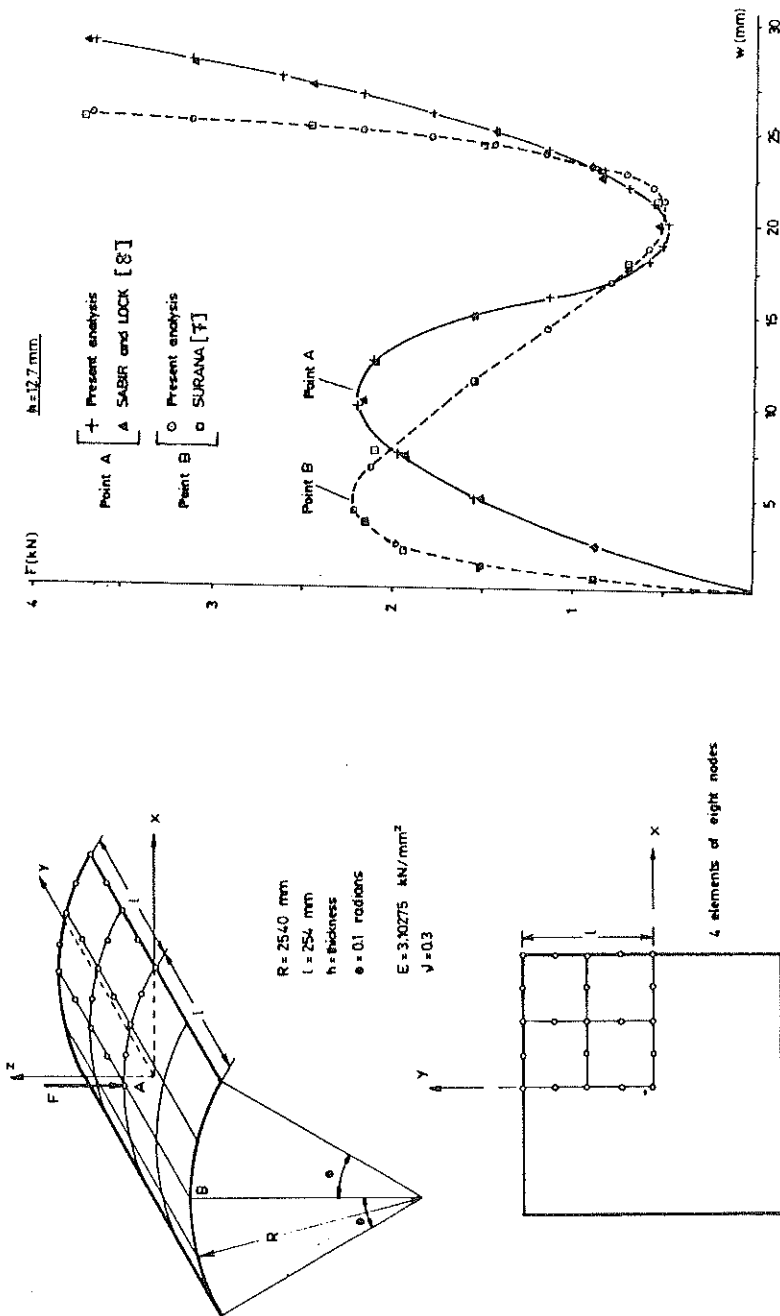 h=12.7 mm
F(kN)
4
3
2
1
Point A
+ Present analysis
▲ SABIR and LOCK [8]
Point B
○ Present analysis
□ SURANA [7]
Point A
Point B
5
10
15
20
25
30
w (mm)
z
F
A
y
x
l
l
B
R
θ
θ
R = 2540 mm
l = 254 mm
h = thickness
θ = 0.1 radians
E = 3.10275 kN/mm²
ν = 0.3
y
l
x
4 elements of eight nodes